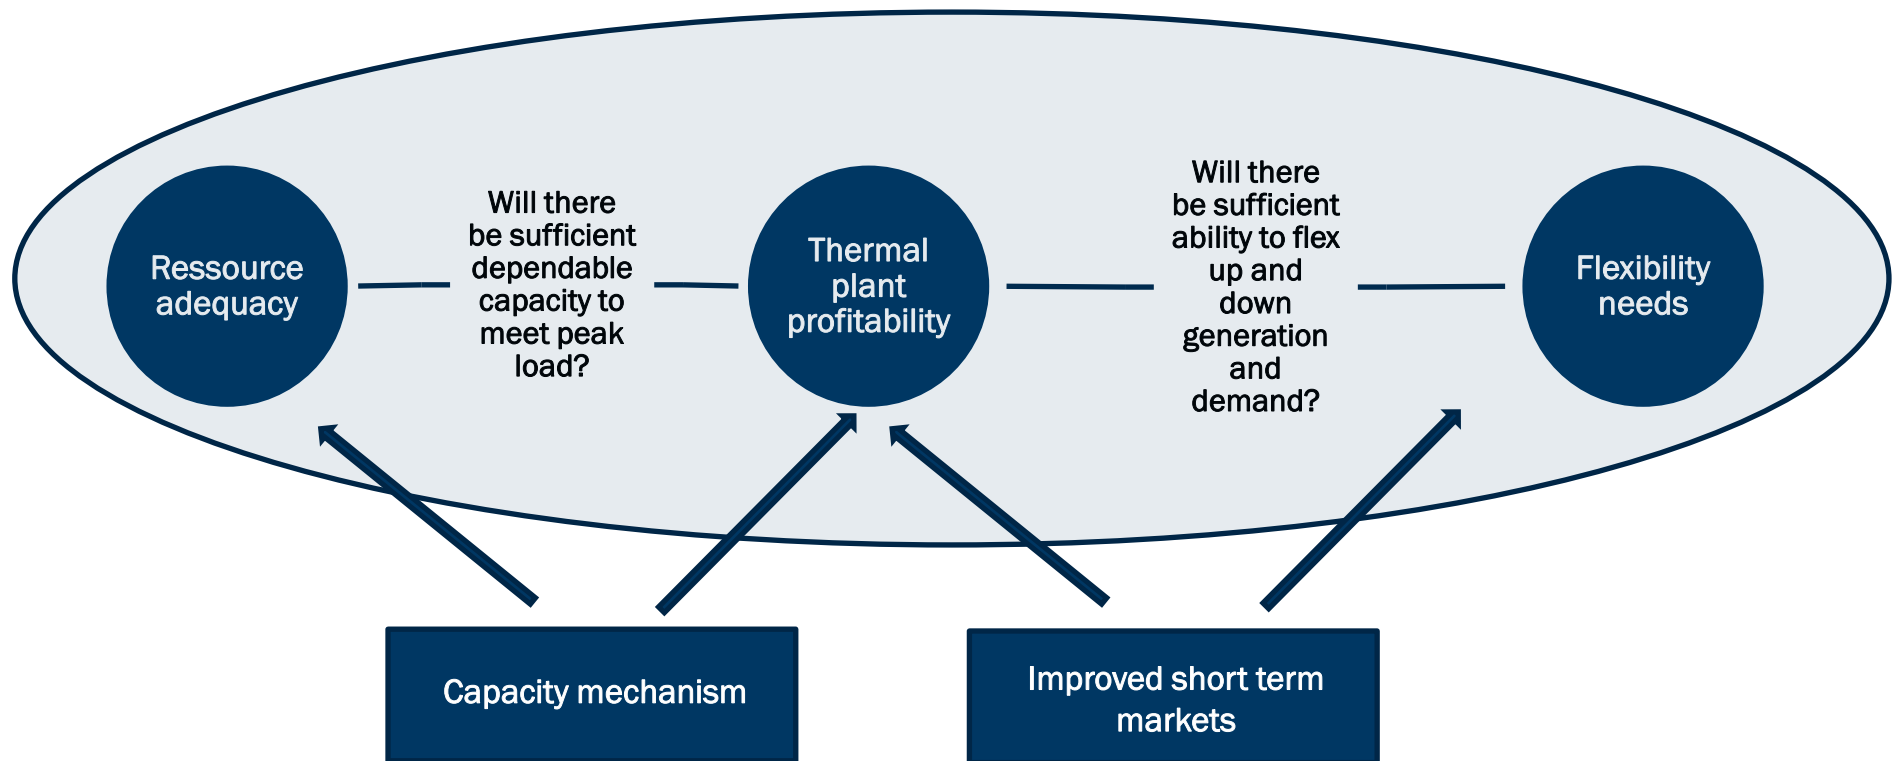 Ressource
adequacy
Will there
be sufficient
dependable
capacity to
meet peak
load?
Thermal
plant
profitability
Will there
be sufficient
ability to flex
up and
down
generation
and
demand?
Flexibility
needs
Capacity mechanism
Improved short term
markets